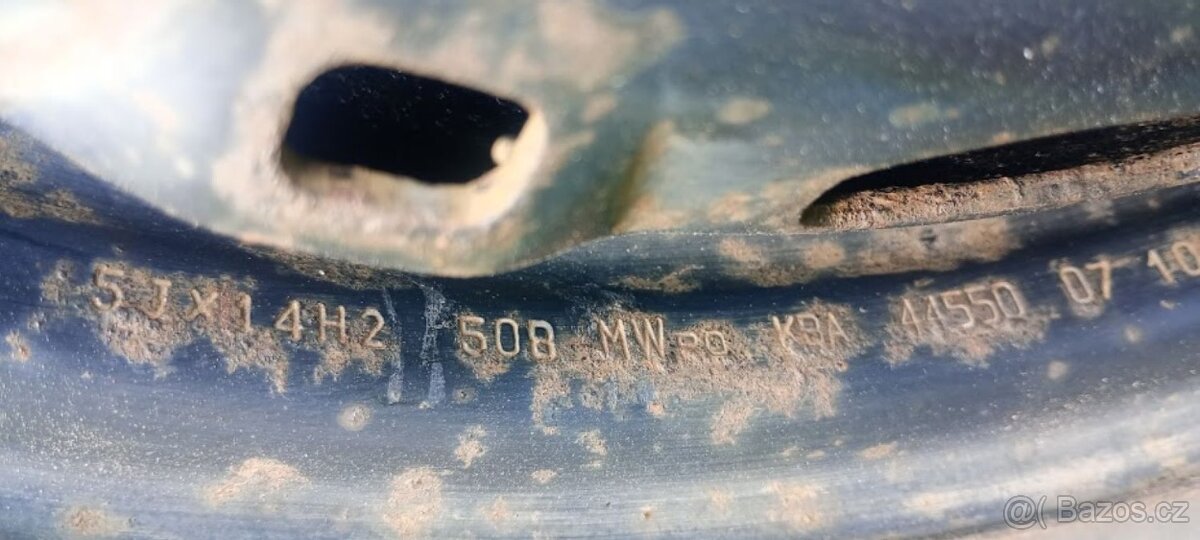 5JX14H2 508 MWRO KBA 44550 07 10
@( Bazos.cz